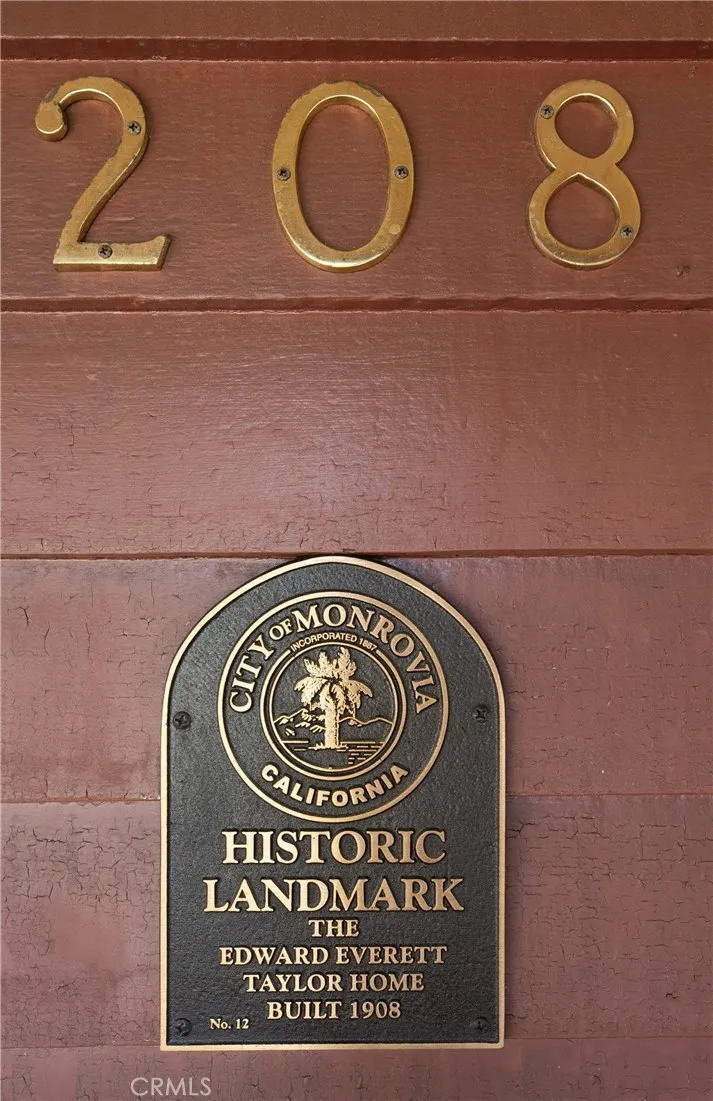 208
CITY OF MONROVIA
INCORPORATED 1887
CALIFORNIA
HISTORIC
LANDMARK
THE
EDWARD EVERETT
TAYLOR HOME
BUILT 1908
No. 12
CRMLS